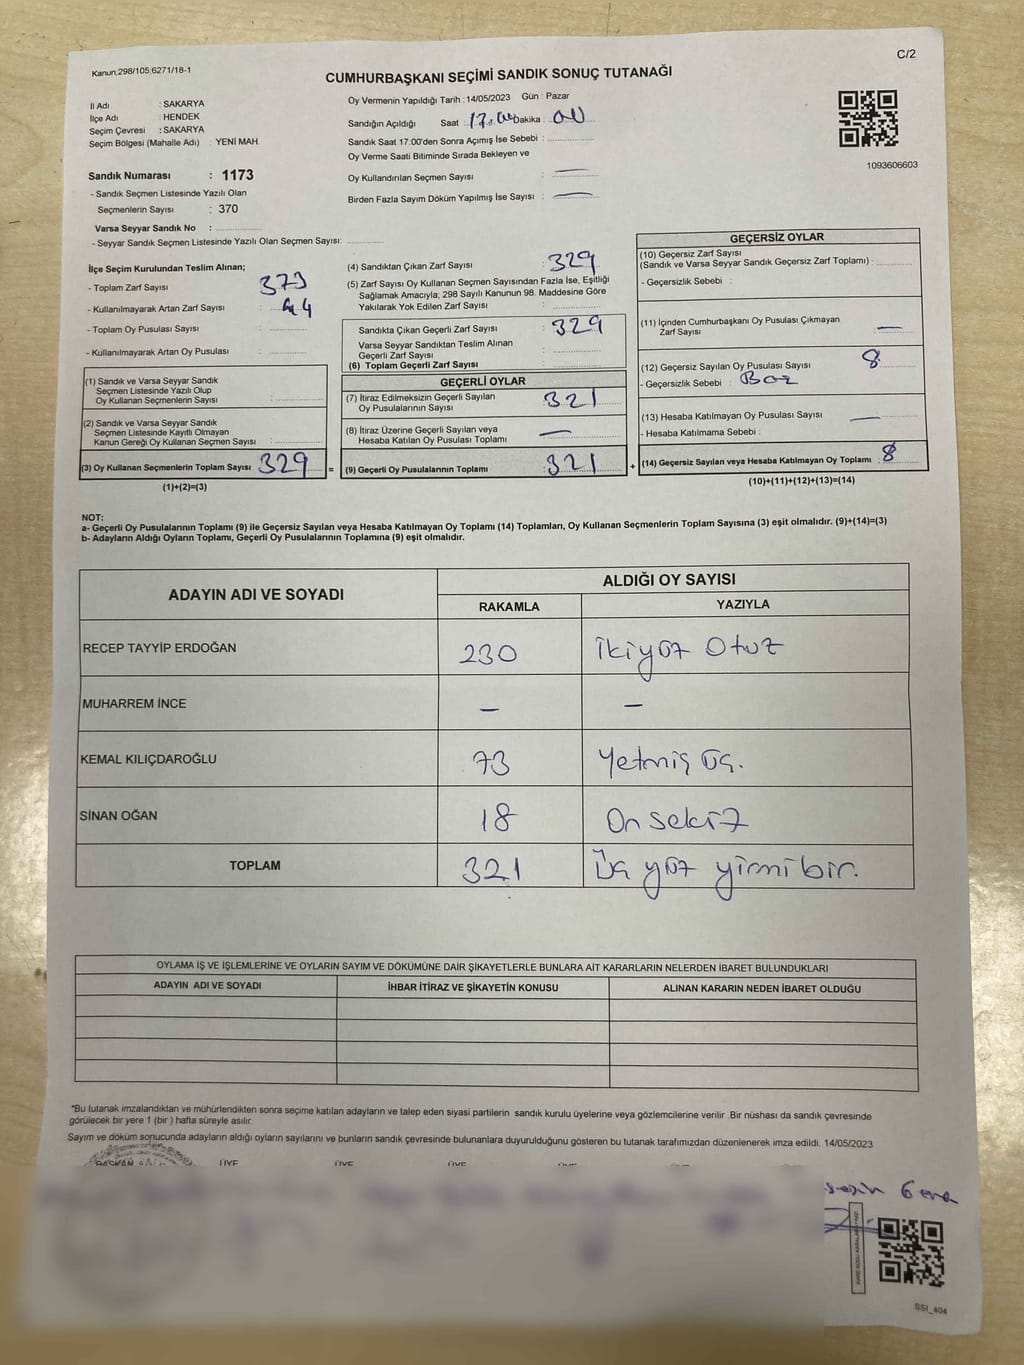 Kanun;298/105;6271/18-1
C/2
CUMHURBAŞKANI SEÇİMİ SANDIK SONUÇ TUTANAĞI
İl Adı : SAKARYA
İlçe Adı : HENDEK
Seçim Çevresi : SAKARYA
Seçim Bölgesi (Mahalle Adı) : YENİ MAH.
Oy Vermenin Yapıldığı Tarih : 14/05/2023 Gün : Pazar
Sandığın Açıldığı Saat : 17.00 Dakika : 00
Sandık Saat 17:00'den Sonra Açımış İse Sebebi :
Oy Verme Saati Bitiminde Sırada Bekleyen ve
Oy Kullandırılan Seçmen Sayısı : —
Birden Fazla Sayım Döküm Yapılmış İse Sayısı : —
1093606603
Sandık Numarası : 1173
- Sandık Seçmen Listesinde Yazılı Olan
Seçmenlerin Sayısı : 370
Varsa Seyyar Sandık No :
- Seyyar Sandık Seçmen Listesinde Yazılı Olan Seçmen Sayısı:
İlçe Seçim Kurulundan Teslim Alınan;
- Toplam Zarf Sayısı : 373
- Kullanılmayarak Artan Zarf Sayısı : 44
- Toplam Oy Pusulası Sayısı :
- Kullanılmayarak Artan Oy Pusulası :
(1) Sandık ve Varsa Seyyar Sandık
Seçmen Listesinde Yazılı Olup
Oy Kullanan Seçmenlerin Sayısı :
(2) Sandık ve Varsa Seyyar Sandık
Seçmen Listesinde Kayıtlı Olmayan
Kanun Gereği Oy Kullanan Seçmen Sayısı :
(3) Oy Kullanan Seçmenlerin Toplam Sayısı : 329
(1)+(2)=(3)
(4) Sandıktan Çıkan Zarf Sayısı : 329
(5) Zarf Sayısı Oy Kullanan Seçmen Sayısından Fazla İse, Eşitliği
Sağlamak Amacıyla; 298 Sayılı Kanunun 98. Maddesine Göre
Yakılarak Yok Edilen Zarf Sayısı :
Sandıkta Çıkan Geçerli Zarf Sayısı : 329
Varsa Seyyar Sandıktan Teslim Alınan
Geçerli Zarf Sayısı :
(6) Toplam Geçerli Zarf Sayısı :
GEÇERLİ OYLAR
(7) İtiraz Edilmeksizin Geçerli Sayılan
Oy Pusulalarının Sayısı : 321
(8) İtiraz Üzerine Geçerli Sayılan veya
Hesaba Katılan Oy Pusulası Toplamı : —
= (9) Geçerli Oy Pusulalarının Toplamı : 321
GEÇERSİZ OYLAR
(10) Geçersiz Zarf Sayısı
(Sandık ve Varsa Seyyar Sandık Geçersiz Zarf Toplamı) :
- Geçersizlik Sebebi :
(11) İçinden Cumhurbaşkanı Oy Pusulası Çıkmayan
Zarf Sayısı : —
(12) Geçersiz Sayılan Oy Pusulası Sayısı : 8
- Geçersizlik Sebebi : Boz
(13) Hesaba Katılmayan Oy Pusulası Sayısı : —
- Hesaba Katılmama Sebebi :
+ (14) Geçersiz Sayılan veya Hesaba Katılmayan Oy Toplamı : 8
(10)+(11)+(12)+(13)=(14)
NOT:
a- Geçerli Oy Pusulalarının Toplamı (9) ile Geçersiz Sayılan veya Hesaba Katılmayan Oy Toplamı (14) Toplamları, Oy Kullanan Seçmenlerin Toplam Sayısına (3) eşit olmalıdır. (9)+(14)=(3)
b- Adayların Aldığı Oyların Toplamı, Geçerli Oy Pusulalarının Toplamına (9) eşit olmalıdır.
ADAYIN ADI VE SOYADI ALDIĞI OY SAYISI
RAKAMLA YAZIYLA
RECEP TAYYİP ERDOĞAN 230 ikiyüz Otuz
MUHARREM İNCE — —
KEMAL KILIÇDAROĞLU 73 Yetmiş üç.
SİNAN OĞAN 18 On sekiz
TOPLAM 321 Üç yüz yirmi bir.
OYLAMA İŞ VE İŞLEMLERİNE VE OYLARIN SAYIM VE DÖKÜMÜNE DAİR ŞİKAYETLERLE BUNLARA AİT KARARLARIN NELERDEN İBARET BULUNDUKLARI
ADAYIN ADI VE SOYADI İHBAR İTİRAZ VE ŞİKAYETİN KONUSU ALINAN KARARIN NEDEN İBARET OLDUĞU
"Bu tutanak imzalandıktan ve mühürlendikten sonra seçime katılan adayların ve talep eden siyasi partilerin sandık kurulu üyelerine veya gözlemcilerine verilir .Bir nüshası da sandık çevresinde
görülecek bir yere 1 (bir ) hafta süreyle asılır.
Sayım ve döküm sonucunda adayların aldığı oyların sayılarını ve bunların sandık çevresinde bulunanlara duyurulduğunu gösteren bu tutanak tarafımızdan düzenlenerek imza edildi. 14/05/2023
BAŞKAN ÜYE ÜYE ÜYE
SSI_404